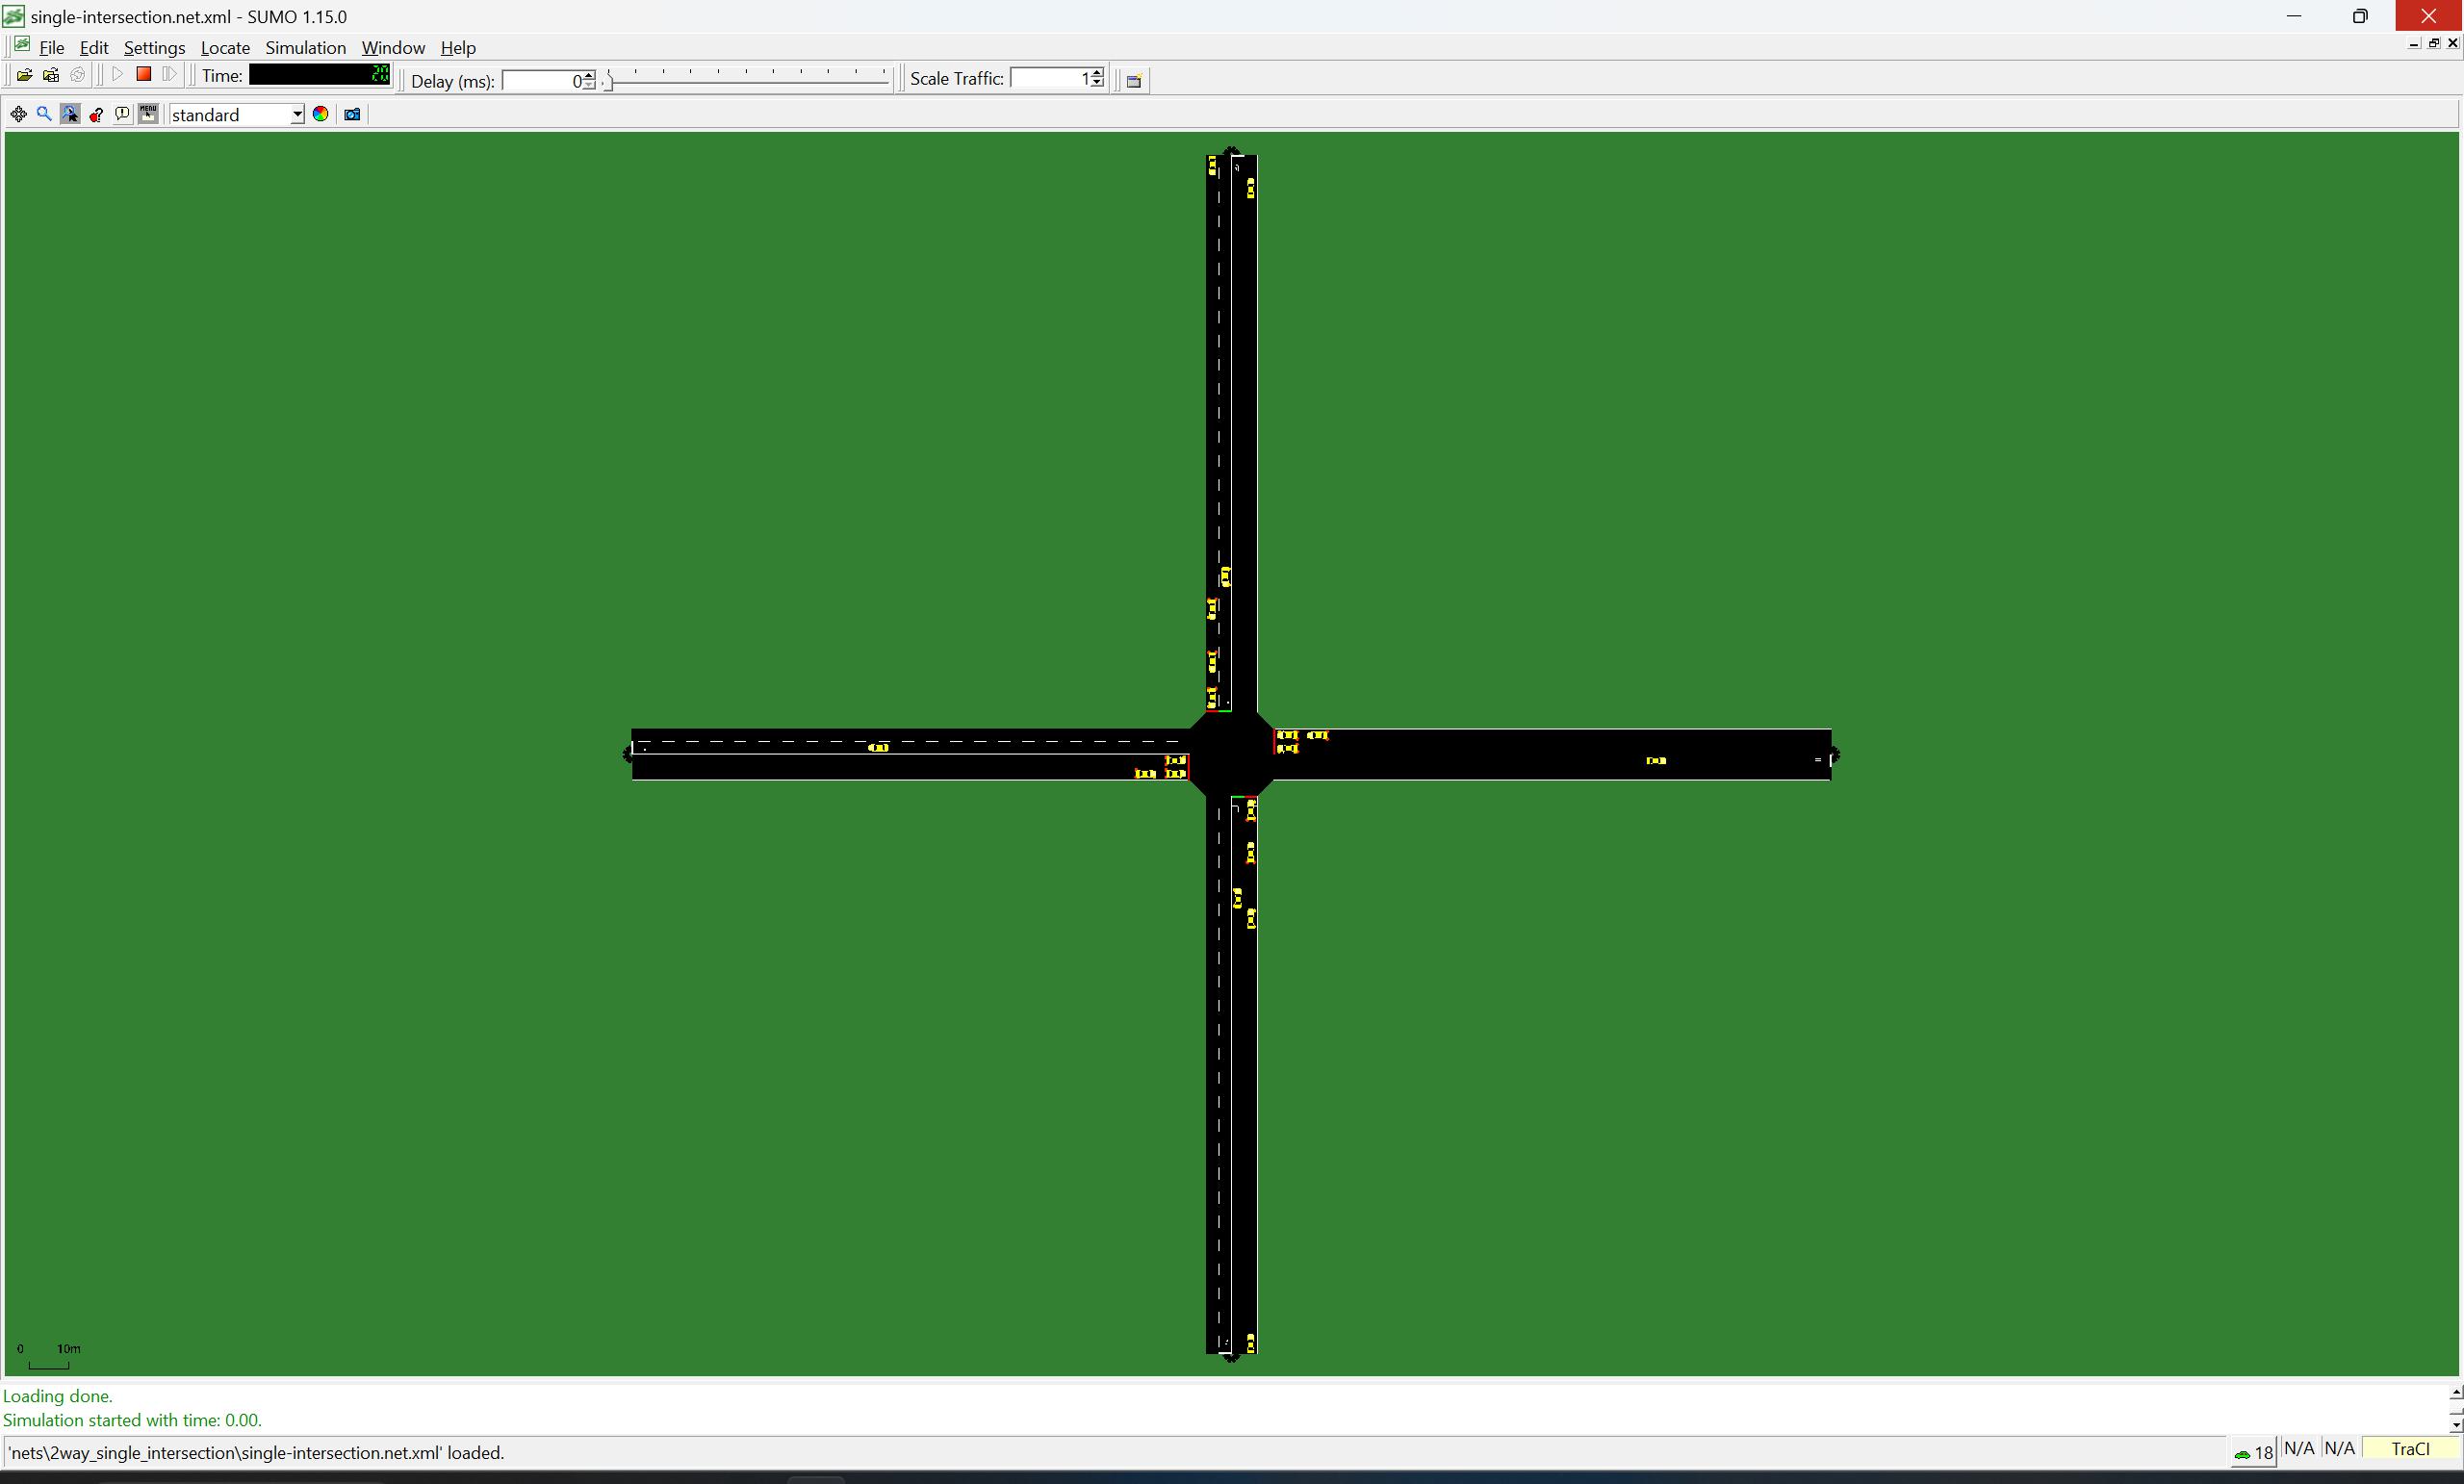 single-intersection.net.xml - SUMO 1.15.0
File Edit Settings Locate Simulation Window Help
Time: 20 Delay (ms): 0 Scale Traffic: 1
MENU standard
0 10m
Loading done.
Simulation started with time: 0.00.
'nets\2way_single_intersection\single-intersection.net.xml' loaded. 18 N/A N/A TraCI